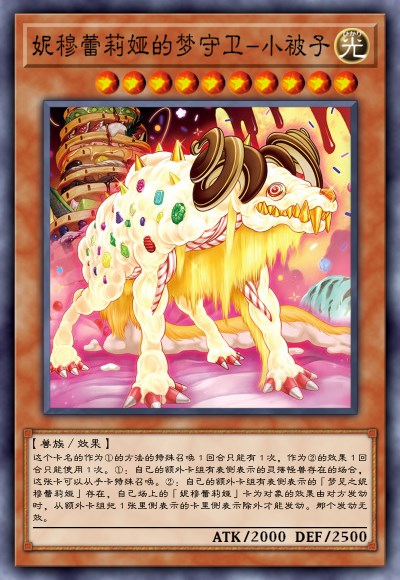 妮穆蕾莉娅的梦守卫-小被子
光
【兽族/效果】
这个卡名的作为①的方法的特殊召唤1回合只能有1次,作为②的效果1回
合只能使用1次。①:自己的额外卡组有表侧表示的灵摆怪兽存在的场合,
这张卡可以从手卡特殊召唤。②:自己的额外卡组有表侧表示的「梦见之妮
穆蕾莉娅」存在,自己场上的「妮穆蕾莉娅」卡为对象的效果由对方发动
时,从额外卡组把1张里侧表示的卡里侧表示除外才能发动。那个发动无
效。
ATK/2000 DEF/2500